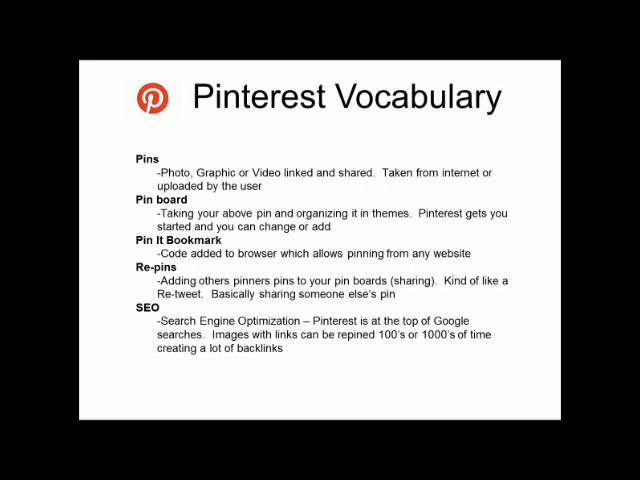 Pinterest Vocabulary
Pins
-Photo, Graphic or Video linked and shared. Taken from internet or
uploaded by the user
Pin board
-Taking your above pin and organizing it in themes. Pinterest gets you
started and you can change or add
Pin It Bookmark
-Code added to browser which allows pinning from any website
Re-pins
-Adding others pinners pins to your pin boards (sharing). Kind of like a
Re-tweet. Basically sharing someone else's pin
SEO
-Search Engine Optimization – Pinterest is at the top of Google
searches. Images with links can be repined 100's or 1000's of time
creating a lot of backlinks